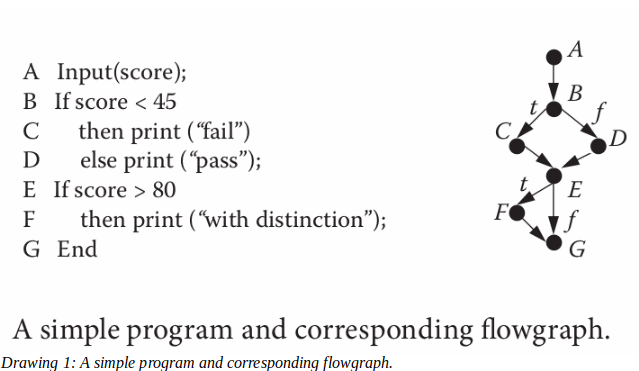 A Input(score);
B If score < 45
C then print (“fail”)
D else print (“pass”);
E If score > 80
F then print (“with distinction”);
G End
A
B
t
f
C
D
t
E
F
f
G
A simple program and corresponding flowgraph.
Drawing 1: A simple program and corresponding flowgraph.